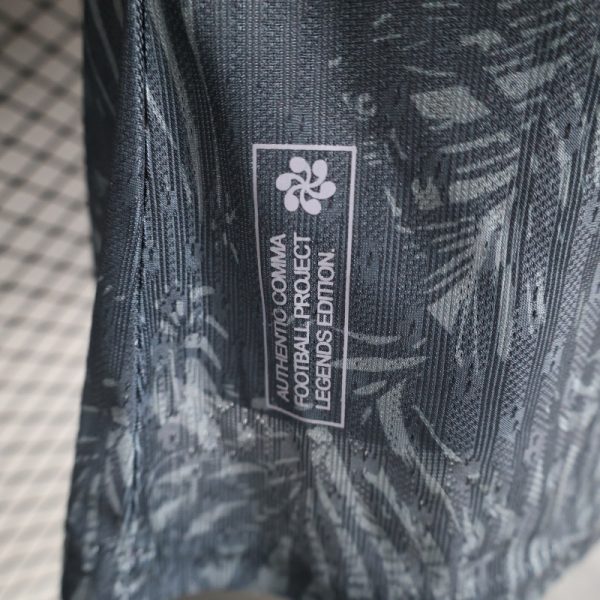 AUTHENTIC COMMA
FOOTBALL PROJECT
LEGENDS EDITION.